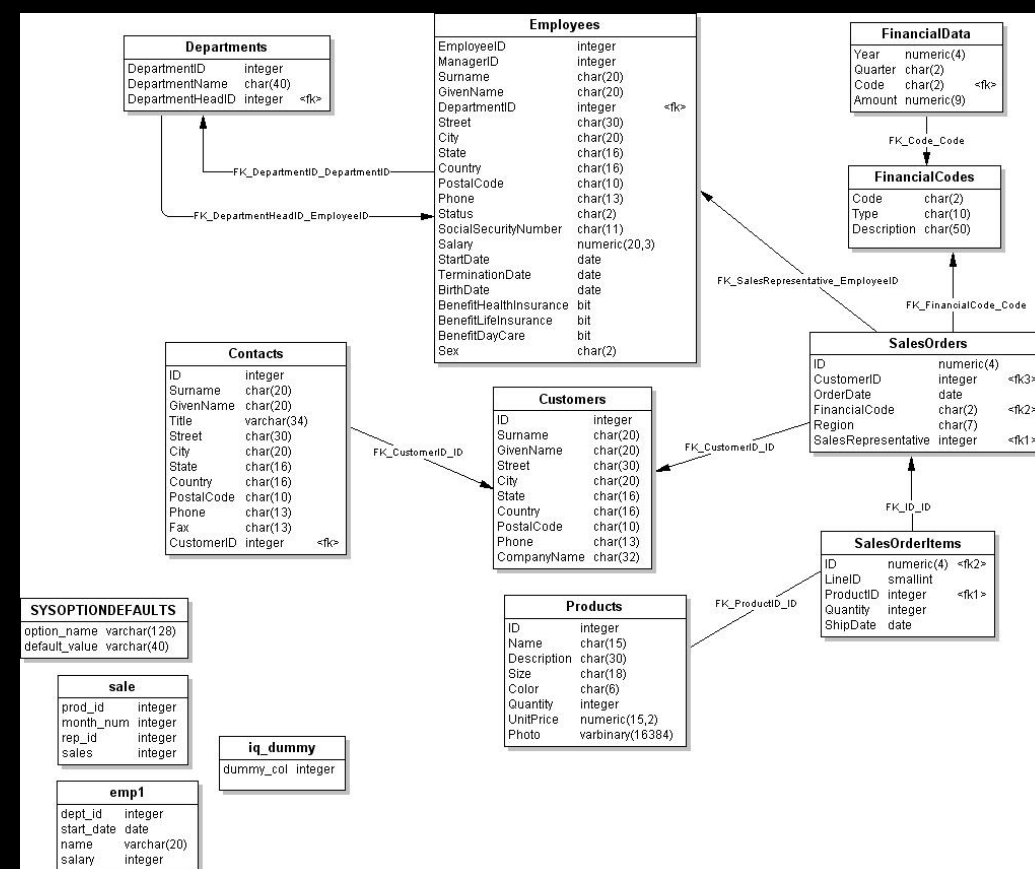 Departments
DepartmentID integer
DepartmentName char(40)
DepartmentHeadID integer <fk>
Employees
EmployeeID integer
ManagerID integer
Surname char(20)
GivenName char(20)
DepartmentID integer <fk>
Street char(30)
City char(20)
State char(16)
Country char(16)
PostalCode char(10)
Phone char(13)
Status char(2)
SocialSecurityNumber char(11)
Salary numeric(20,3)
StartDate date
TerminationDate date
BirthDate date
BenefitHealthInsurance bit
BenefitLifeInsurance bit
BenefitDayCare bit
Sex char(2)
FinancialData
Year numeric(4)
Quarter char(2)
Code char(2) <fk>
Amount numeric(9)
FK_Code_Code
FinancialCodes
Code char(2)
Type char(10)
Description char(50)
FK_DepartmentID_DepartmentID
FK_DepartmentHeadID_EmployeeID
FK_SalesRepresentative_EmployeeID
FK_FinancialCode_Code
SalesOrders
ID numeric(4)
CustomerID integer <fk3>
OrderDate date
FinancialCode char(2) <fk2>
Region char(7)
SalesRepresentative integer <fk1>
Contacts
ID integer
Surname char(20)
GivenName char(20)
Title varchar(34)
Street char(30)
City char(20)
State char(16)
Country char(16)
PostalCode char(10)
Phone char(13)
Fax char(13)
CustomerID integer <fk>
FK_CustomerID_ID
Customers
ID integer
Surname char(20)
GivenName char(20)
Street char(30)
City char(20)
State char(16)
Country char(16)
PostalCode char(10)
Phone char(13)
CompanyName char(32)
FK_CustomerID_ID
FK_ID_ID
SalesOrderItems
ID numeric(4) <fk2>
LineID smallint
ProductID integer <fk1>
Quantity integer
ShipDate date
FK_ProductID_ID
Products
ID integer
Name char(15)
Description char(30)
Size char(18)
Color char(6)
Quantity integer
UnitPrice numeric(15,2)
Photo varbinary(16384)
SYSOPTIONDEFAULTS
option_name varchar(128)
default_value varchar(40)
sale
prod_id integer
month_num integer
rep_id integer
sales integer
iq_dummy
dummy_col integer
emp1
dept_id integer
start_date date
name varchar(20)
salary integer